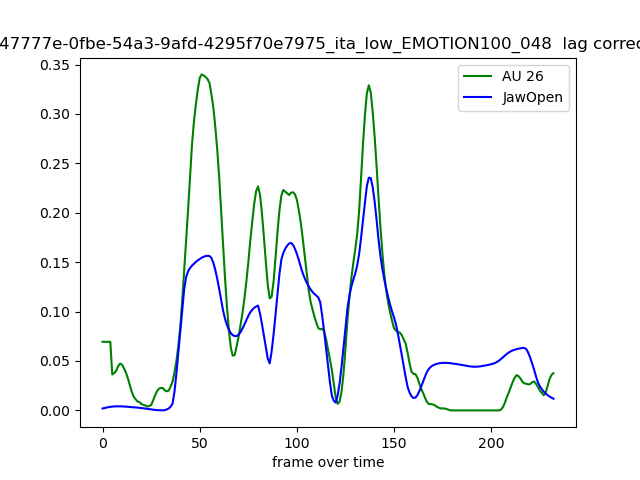 47777e-0fbe-54a3-9afd-4295f70e7975_ita_low_EMOTION100_048 lag correc
AU 26
JawOpen
0.35
0.30
0.25
0.20
0.15
0.10
0.05
0.00
0 50 100 150 200
frame over time